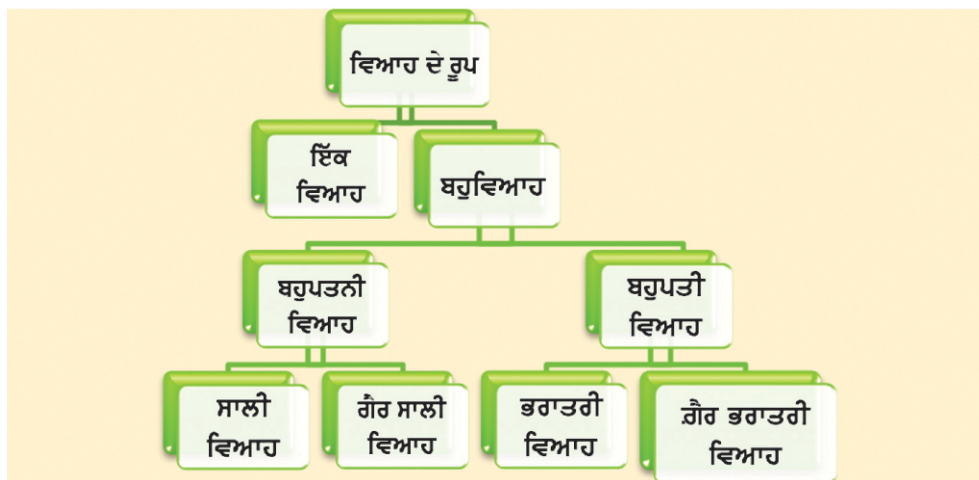 ਵਿਆਹ ਦੇ ਰੂਪ
ਇੱਕ
ਵਿਆਹ
ਬਹੁਵਿਆਹ
ਬਹੁਪਤਨੀ
ਵਿਆਹ
ਬਹੁਪਤੀ
ਵਿਆਹ
ਸਾਲੀ
ਵਿਆਹ
ਗੈਰ ਸਾਲੀ
ਵਿਆਹ
ਭਰਾਤਰੀ
ਵਿਆਹ
ਗ਼ੈਰ ਭਰਾਤਰੀ
ਵਿਆਹ